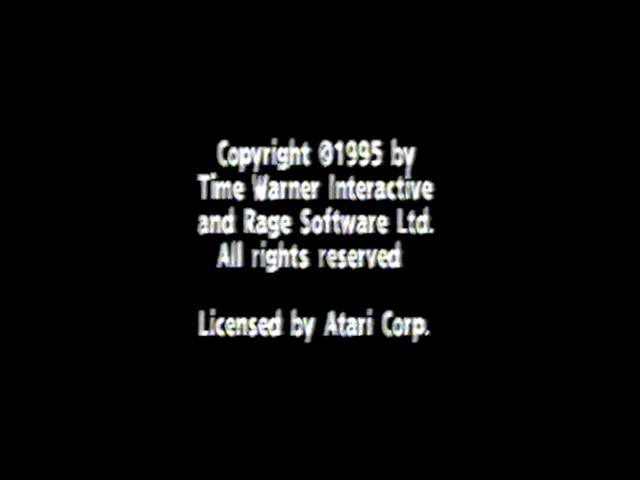 Copyright ©1995 by
Time Warner Interactive
and Rage Software Ltd.
All rights reserved
Licensed by Atari Corp.